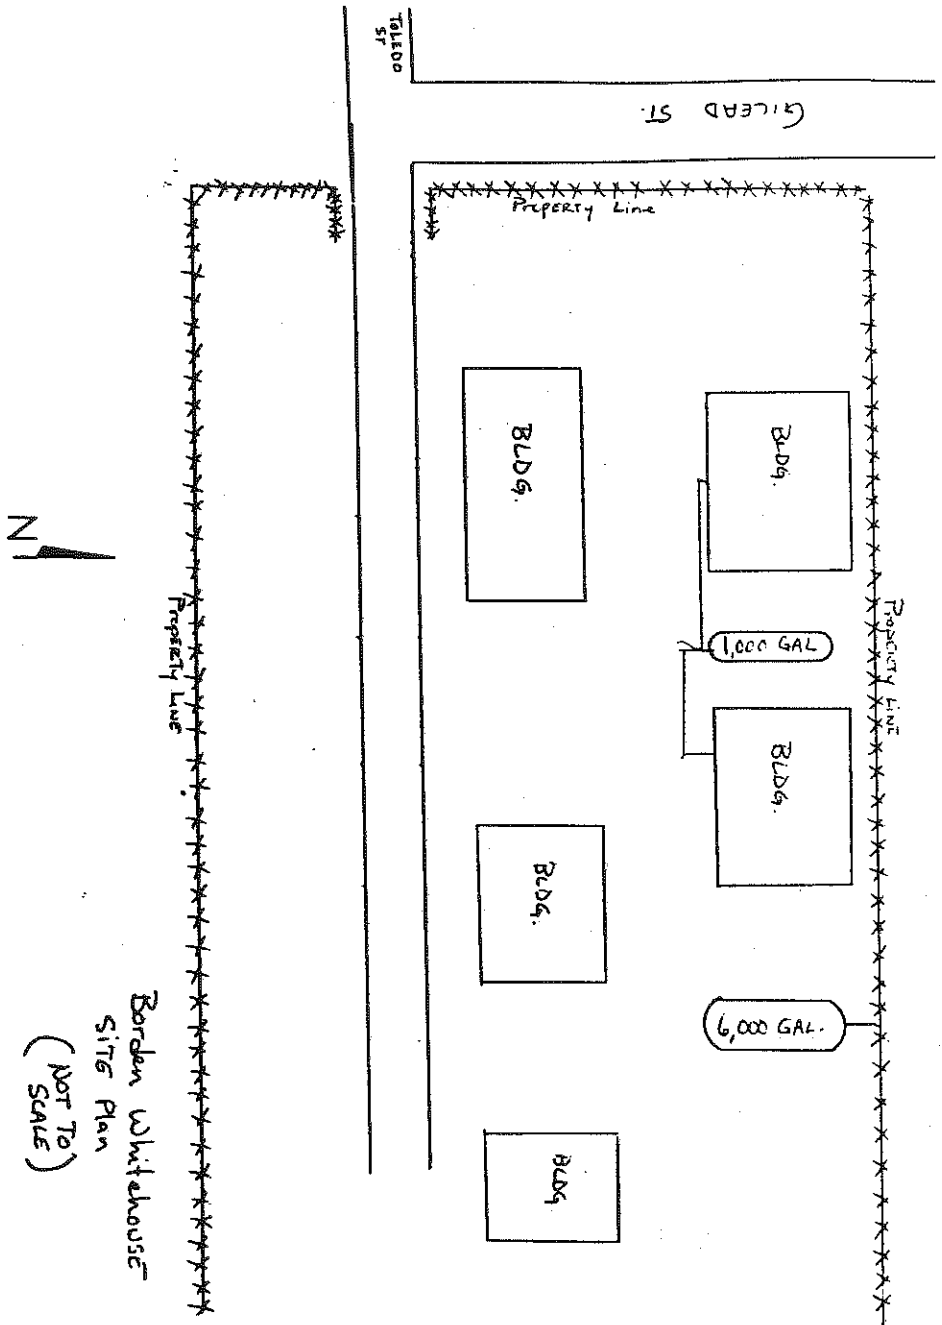 TOLEDO
ST
GILEAD ST.
Property Line
BLDG.
BLDG.
1,000 GAL
Property Line
BLDG.
Property Line
BLDG.
6,000 GAL.
BLDG
N
Borden Whitehouse
SITE Plan
(NOT TO
SCALE)